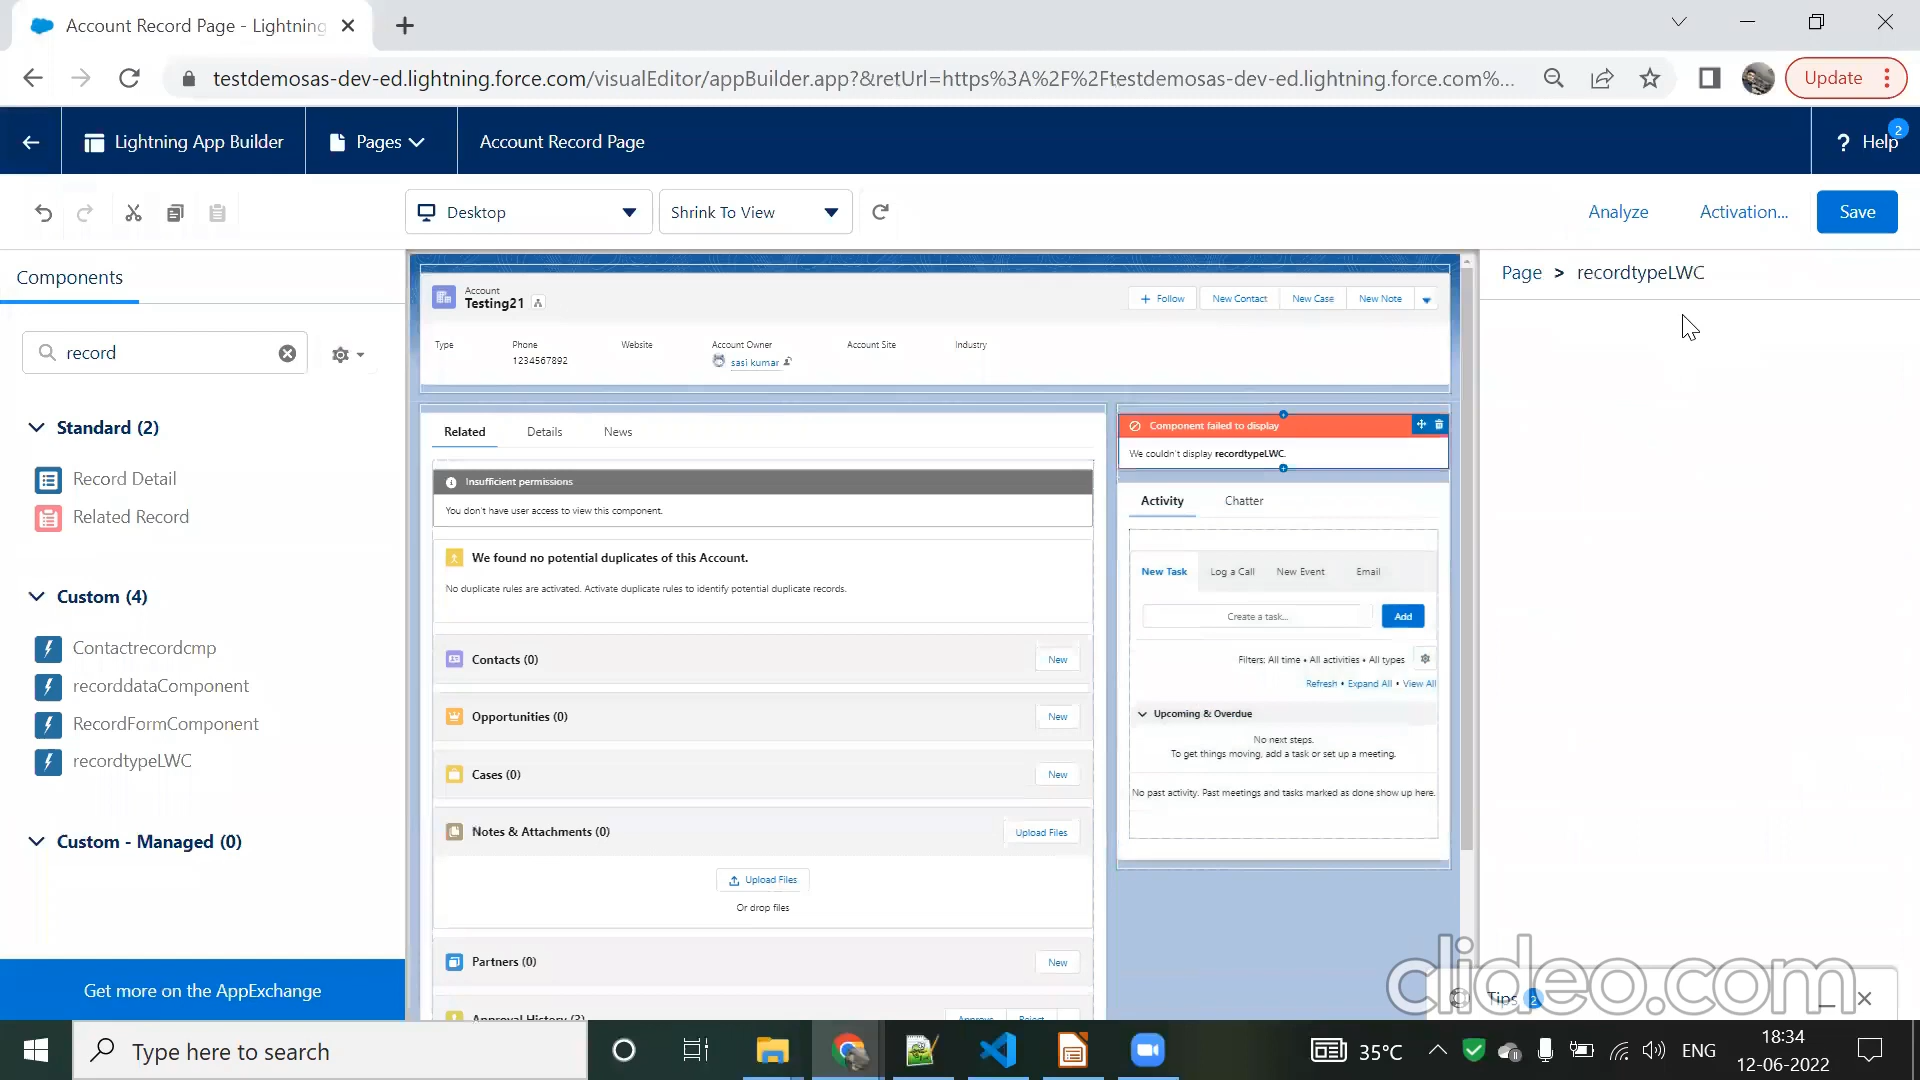 Account Record Page - Lightning
testdemosas-dev-ed.lightning.force.com/visualEditor/appBuilder.app?&retUrl=https%3A%2F%2Ftestdemosas-dev-ed.lightning.force.com%...
Update
Lightning App Builder
Pages
Account Record Page
? Help
2
Desktop
Shrink To View
Analyze
Activation...
Save
Components
record
Standard (2)
Record Detail
Related Record
Custom (4)
Contactrecordcmp
recorddataComponent
RecordFormComponent
recordtypeLWC
Custom - Managed (0)
Get more on the AppExchange
Account
Testing21
+ Follow
New Contact
New Case
New Note
Type
Phone
Website
Account Owner
Account Site
Industry
1234567892
sasi kumar
Related
Details
News
Insufficient permissions
You don't have user access to view this component.
We found no potential duplicates of this Account.
No duplicate rules are activated. Activate duplicate rules to identify potential duplicate records.
Contacts (0)
New
Opportunities (0)
New
Cases (0)
New
Notes & Attachments (0)
Upload Files
Upload Files
Or drop files
Partners (0)
New
Approval History (3)
Approve
Reject
Component failed to display
We couldn't display recordtypeLWC.
Activity
Chatter
New Task
Log a Call
New Event
Email
Create a task...
Add
Filters: All time • All activities • All types
Refresh • Expand All • View All
Upcoming & Overdue
No next steps.
To get things moving, add a task or set up a meeting.
No past activity. Past meetings and tasks marked as done show up here.
Page > recordtypeLWC
Tips 2
clideo.com
Type here to search
35°C
ENG
18:34
12-06-2022